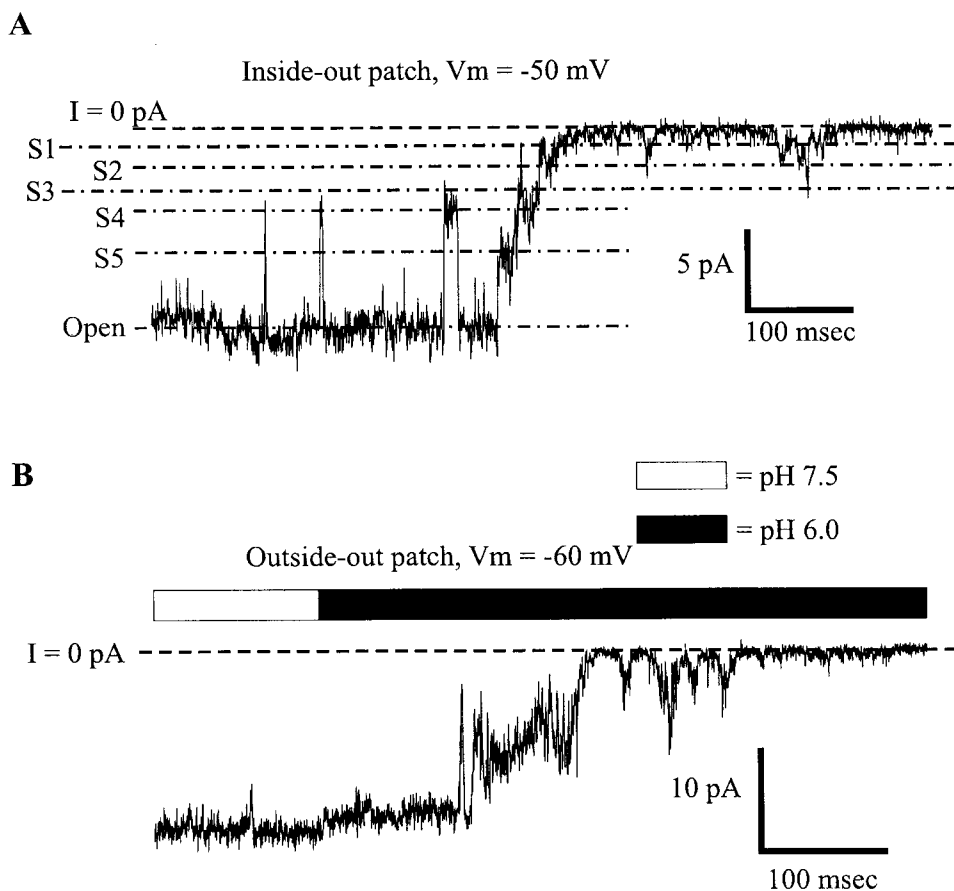 A
Inside-out patch, Vm = -50 mV
I = 0 pA
S1
S2
S3
S4
S5
Open
5 pA
100 msec
B
= pH 7.5
= pH 6.0
Outside-out patch, Vm = -60 mV
I = 0 pA
10 pA
100 msec